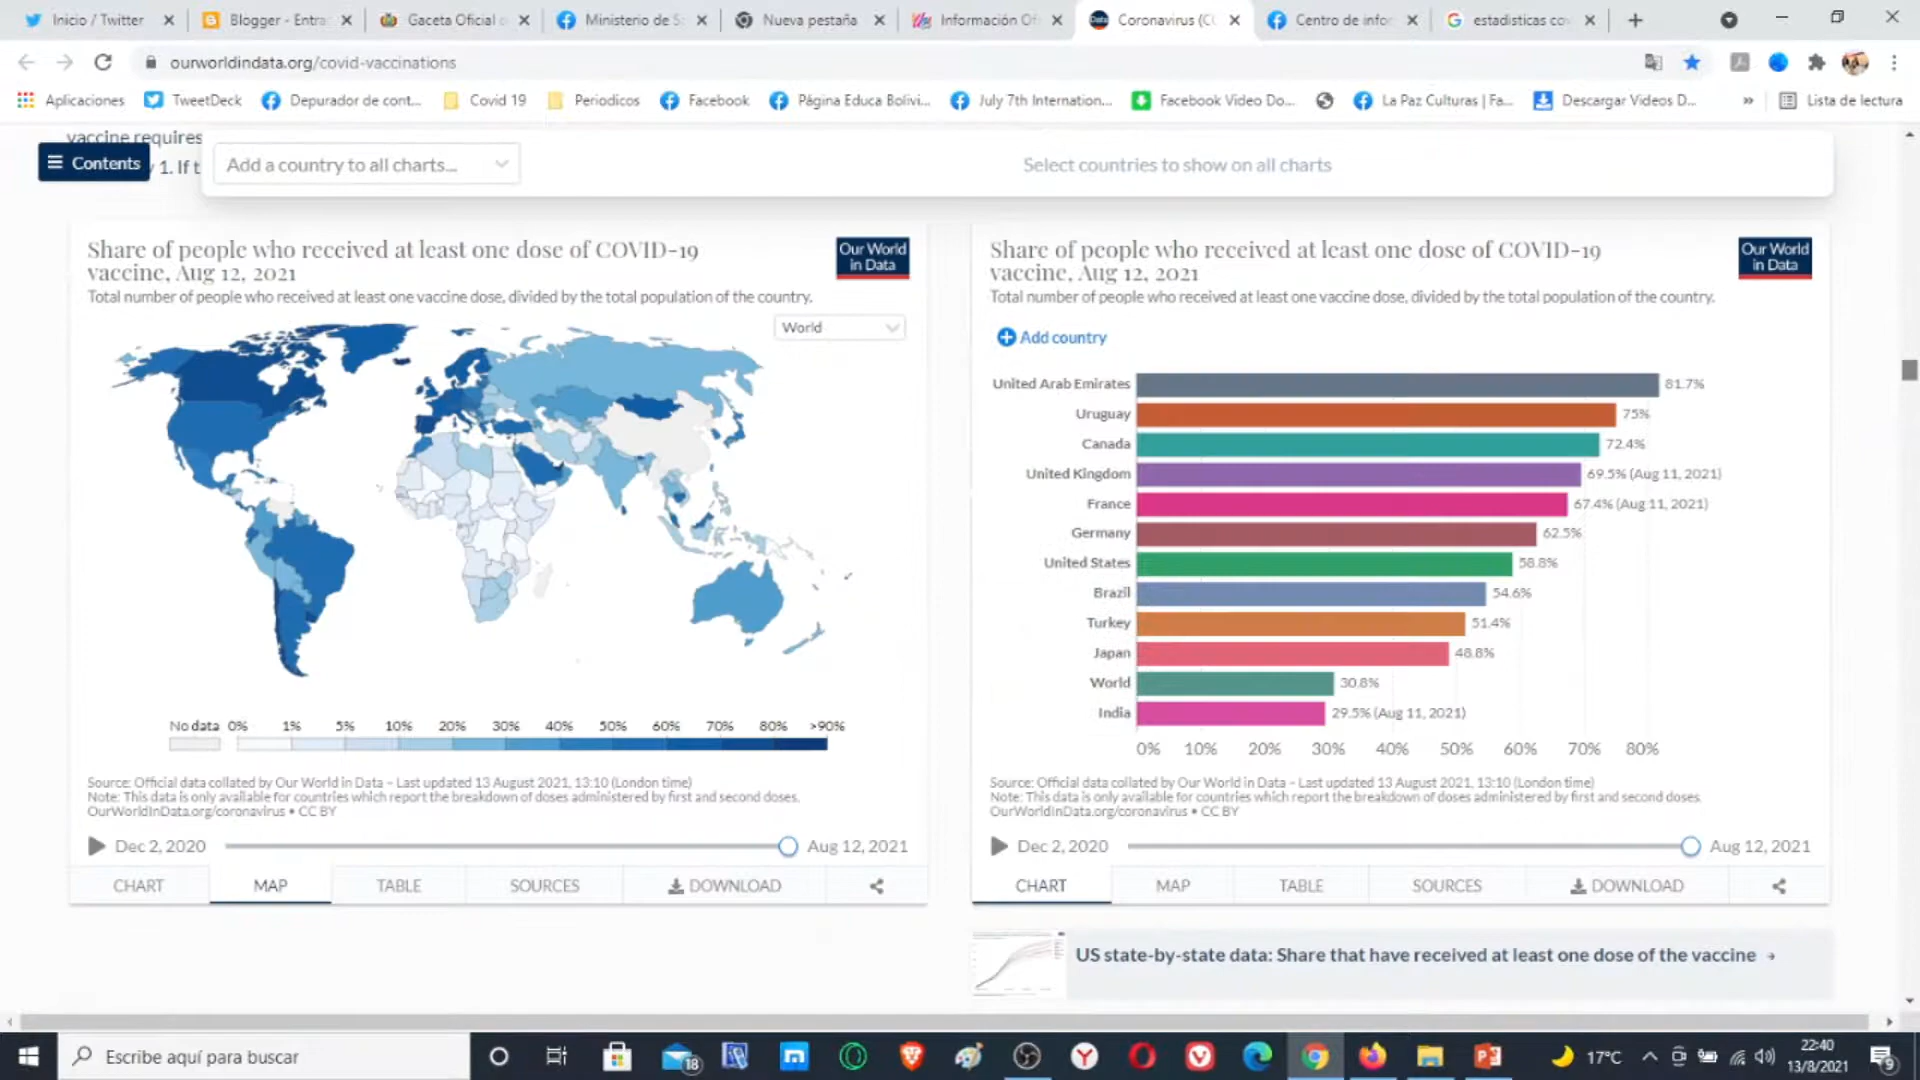 Inicio / Twitter
Blogger - Entra
Gaceta Oficial
Ministerio de S
Nueva pestaña
Información Of
Coronavirus (CO
Centro de infor
estadisticas co
ourworldindata.org/covid-vaccinations
Aplicaciones
TweetDeck
Depurador de cont...
Covid 19
Periodicos
Facebook
Página Educa Bolivi...
July 7th Internation...
Facebook Video Do...
La Paz Culturas | Fa...
Descargar Videos D...
»
Lista de lectura
vaccine requires
Contents
1. If t
Add a country to all charts...
Select countries to show on all charts
Share of people who received at least one dose of COVID-19
vaccine, Aug 12, 2021
Our World
in Data
Total number of people who received at least one vaccine dose, divided by the total population of the country.
World
No data 0% 1% 5% 10% 20% 30% 40% 50% 60% 70% 80% >90%
Source: Official data collated by Our World in Data – Last updated 13 August 2021, 13:10 (London time)
Note: This data is only available for countries which report the breakdown of doses administered by first and second doses.
OurWorldInData.org/coronavirus • CC BY
Dec 2, 2020
Aug 12, 2021
CHART MAP TABLE SOURCES DOWNLOAD
Share of people who received at least one dose of COVID-19
vaccine, Aug 12, 2021
Our World
in Data
Total number of people who received at least one vaccine dose, divided by the total population of the country.
Add country
United Arab Emirates 81.7%
Uruguay 75%
Canada 72.4%
United Kingdom 69.5% (Aug 11, 2021)
France 67.4% (Aug 11, 2021)
Germany 62.5%
United States 58.8%
Brazil 54.6%
Turkey 51.4%
Japan 48.8%
World 30.8%
India 29.5% (Aug 11, 2021)
0% 10% 20% 30% 40% 50% 60% 70% 80%
Source: Official data collated by Our World in Data – Last updated 13 August 2021, 13:10 (London time)
Note: This data is only available for countries which report the breakdown of doses administered by first and second doses.
OurWorldInData.org/coronavirus • CC BY
Dec 2, 2020
Aug 12, 2021
CHART MAP TABLE SOURCES DOWNLOAD
US state-by-state data: Share that have received at least one dose of the vaccine →
Escribe aquí para buscar
18
17°C
22:40
13/8/2021
9